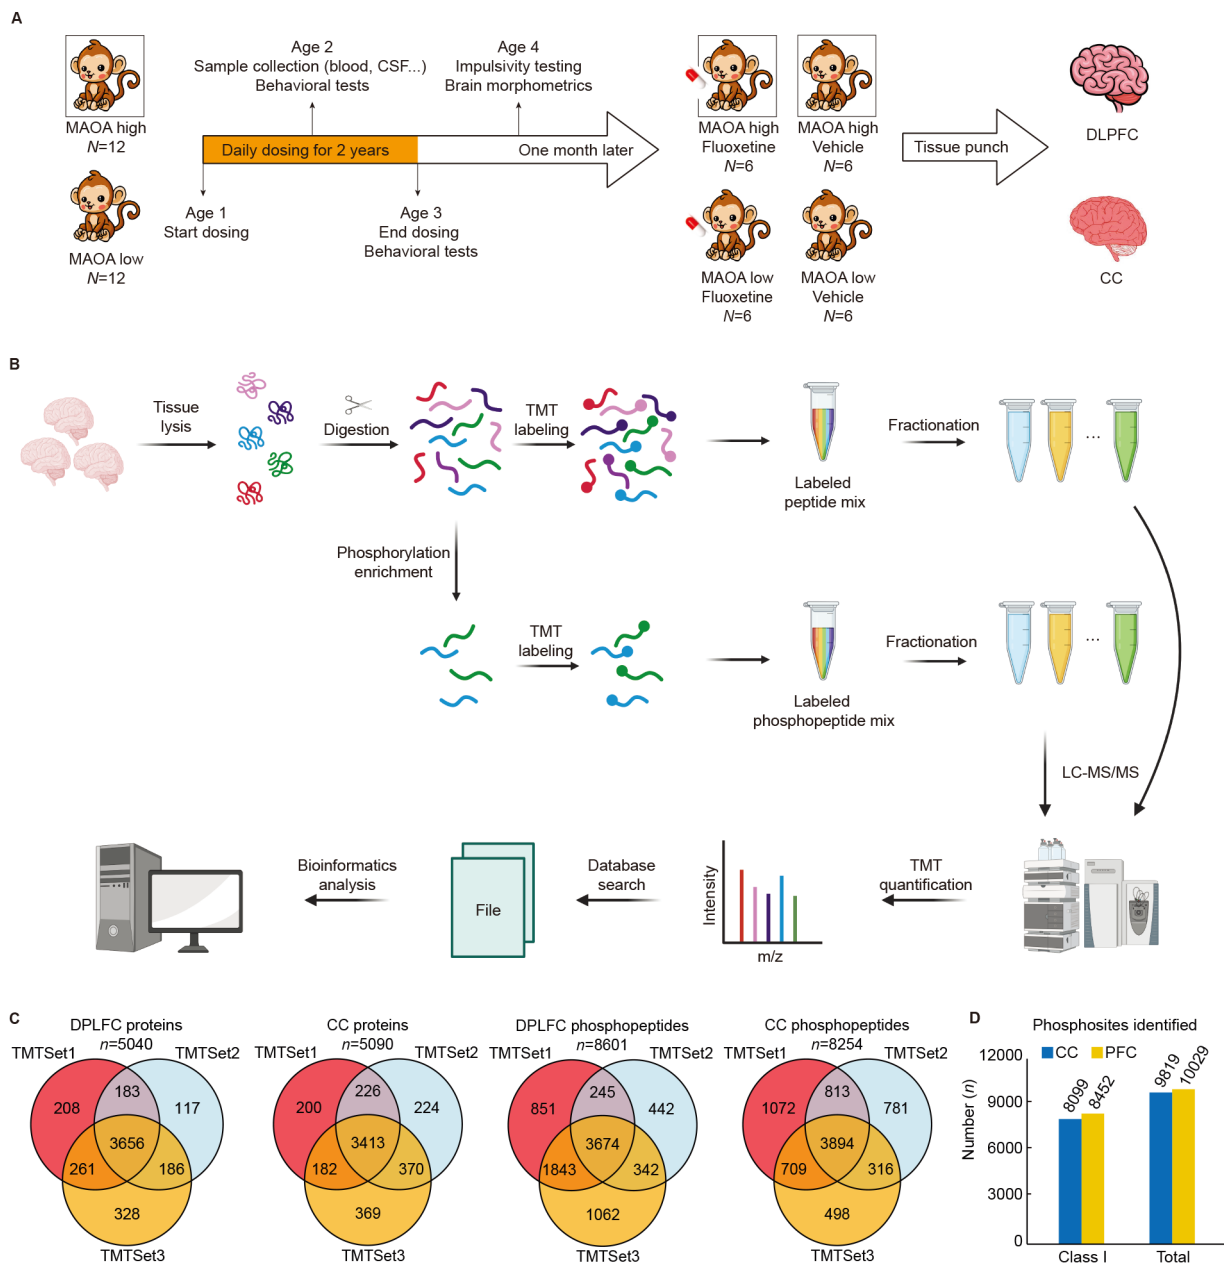 A
MAOA high
N=12
MAOA low
N=12
Age 2
Sample collection (blood, CSF...)
Behavioral tests
Age 4
Impulsivity testing
Brain morphometrics
Daily dosing for 2 years
One month later
Age 1
Start dosing
Age 3
End dosing
Behavioral tests
MAOA high
Fluoxetine
N=6
MAOA high
Vehicle
N=6
MAOA low
Fluoxetine
N=6
MAOA low
Vehicle
N=6
Tissue punch
DLPFC
CC
B
Tissue
lysis
Digestion
TMT
labeling
Labeled
peptide mix
Fractionation
...
Phosphorylation
enrichment
TMT
labeling
Labeled
phosphopeptide mix
Fractionation
...
LC-MS/MS
TMT
quantification
Intensity
m/z
Database
search
File
Bioinformatics
analysis
C
DPLFC proteins
n=5040
TMTSet1
TMTSet2
183
208
117
3656
261
186
328
TMTSet3
CC proteins
n=5090
TMTSet1
TMTSet2
226
200
224
3413
182
370
369
TMTSet3
DPLFC phosphopeptides
n=8601
TMTSet1
TMTSet2
245
851
442
3674
1843
342
1062
TMTSet3
CC phosphopeptides
n=8254
TMTSet1
TMTSet2
813
1072
781
3894
709
316
498
TMTSet3
D
Phosphosites identified
CC
PFC
Number (n)
12000
9000
6000
3000
0
8099
8452
9819
10029
Class I
Total